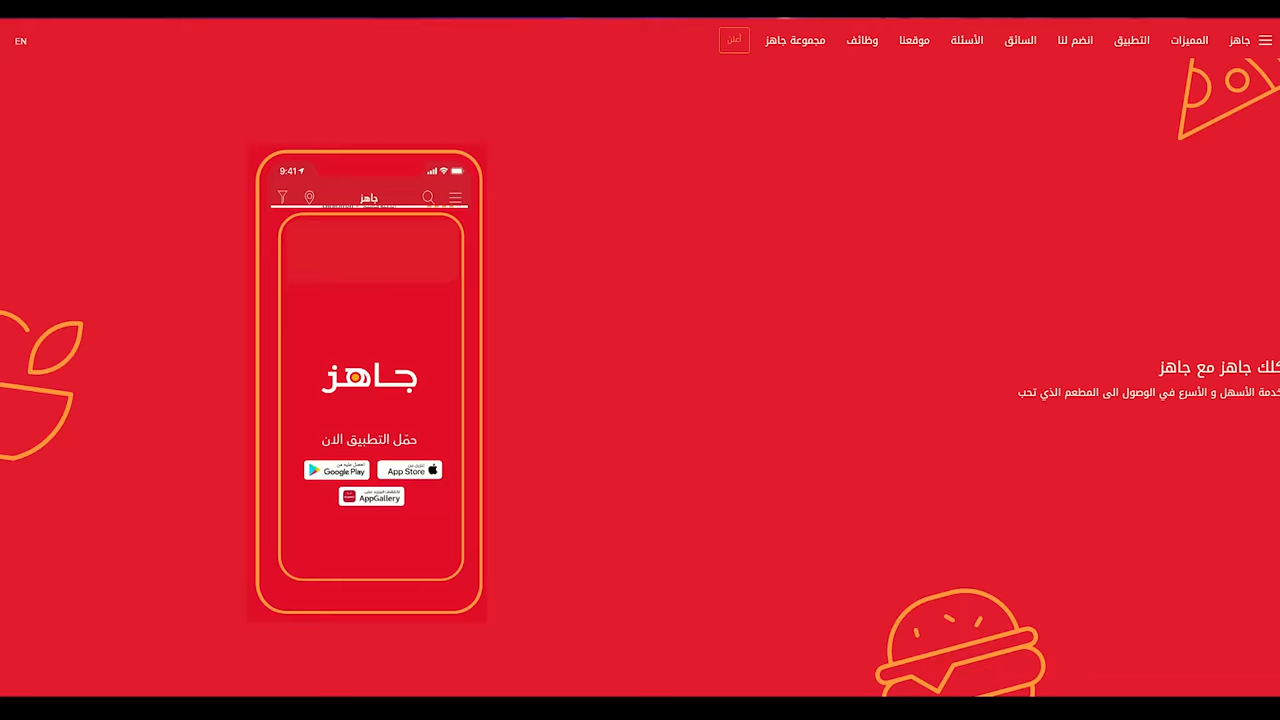 جاهز المميزات التطبيق انضم لنا السائق الأسئلة موقعنا وظائف مجموعة جاهز أعلن EN
9:41
جاهز
كلك جاهز مع جاهز
الأسهل و الأسرع في الوصول الى المطعم الذي تحب
جاهز
حمّل التطبيق الان
App Store Google Play
AppGallery